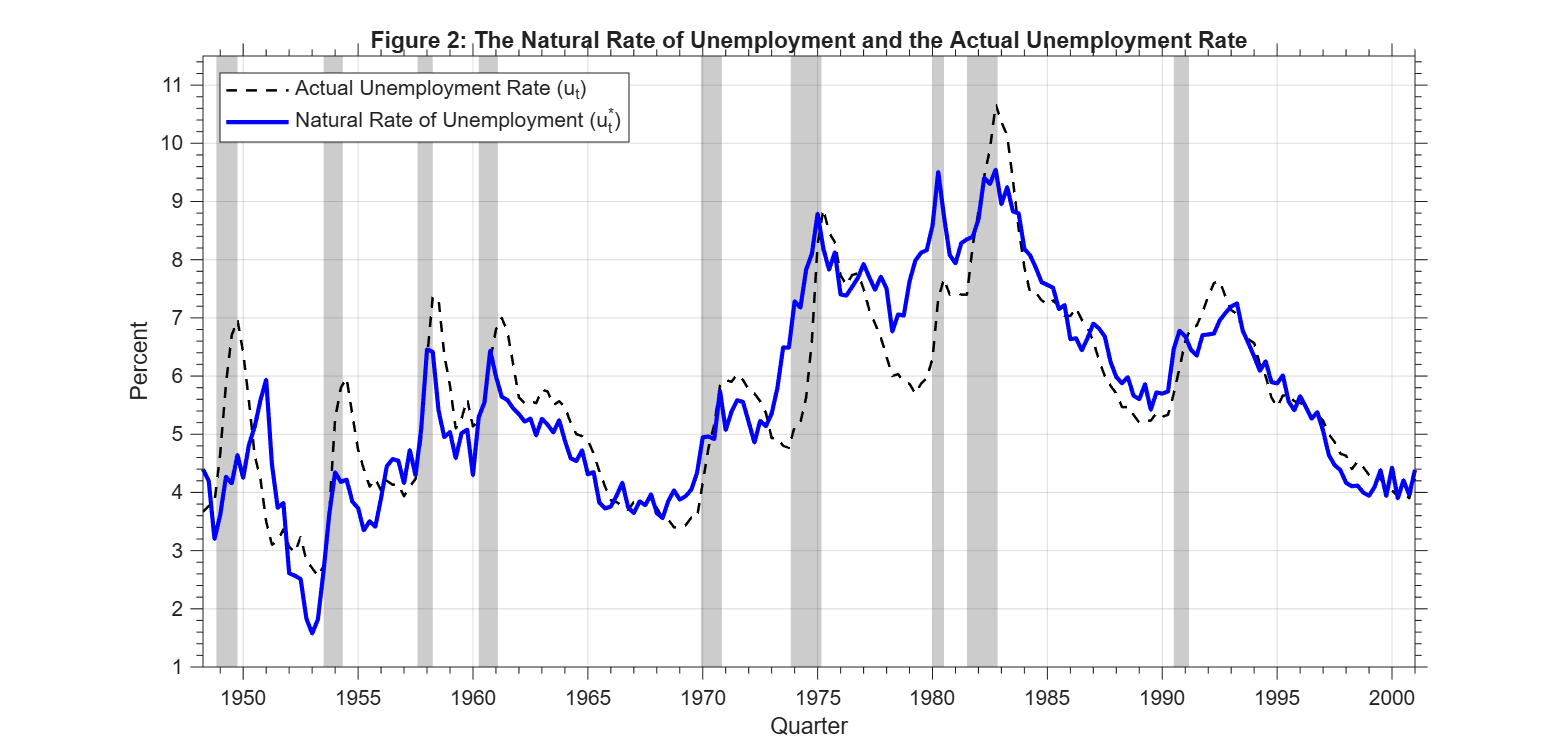 Figure 2: The Natural Rate of Unemployment and the Actual Unemployment Rate
Actual Unemployment Rate (u_t)
Natural Rate of Unemployment (u_t^*)
11
10
9
8
7
6
5
4
3
2
1
Percent
1950 1955 1960 1965 1970 1975 1980 1985 1990 1995 2000
Quarter